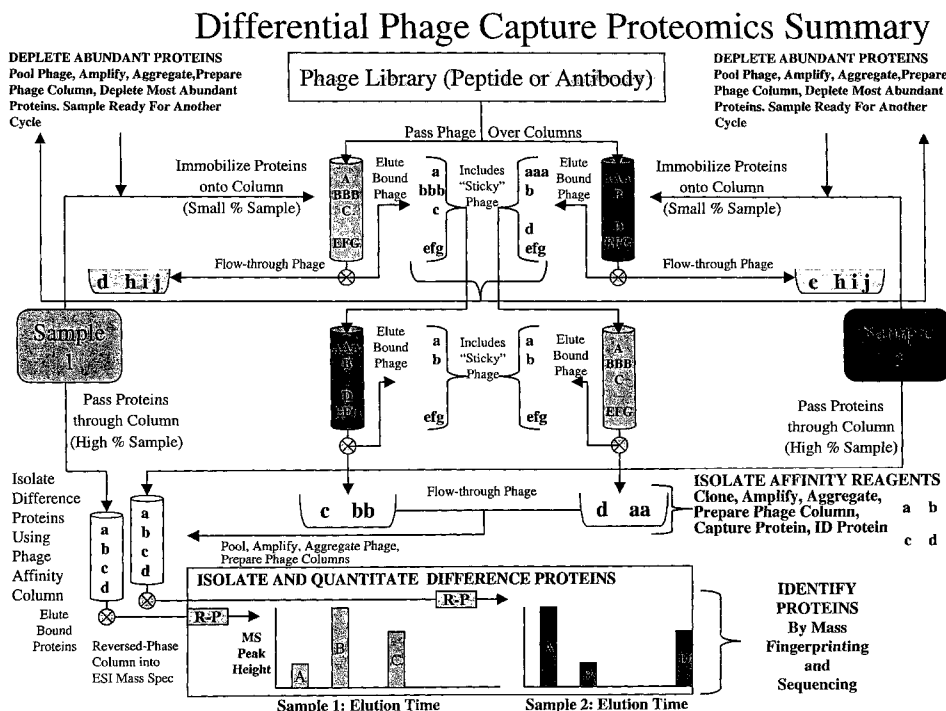 Differential Phage Capture Proteomics Summary
DEPLETE ABUNDANT PROTEINS
Pool Phage, Amplify, Aggregate,Prepare
Phage Column, Deplete Most Abundant
Proteins. Sample Ready For Another
Cycle
Phage Library (Peptide or Antibody)
DEPLETE ABUNDANT PROTEINS
Pool Phage, Amplify, Aggregate,Prepare
Phage Column, Deplete Most Abundant
Proteins. Sample Ready For Another
Cycle
Pass Phage Over Columns
Immobilize Proteins
onto Column
(Small % Sample)
A
BBB
C
EFG
Elute
Bound
Phage
a
bbb
c
efg
Includes
"Sticky"
Phage
aaa
b
d
efg
Elute
Bound
Phage
B
D
EFG
Immobilize Proteins
onto Column
(Small % Sample)
Flow-through Phage
d h i j
Flow-through Phage
c h i j
Sample
1
B
D
Elute
Bound
Phage
a
b
efg
Includes
"Sticky"
Phage
a
b
efg
Elute
Bound
Phage
A
BBB
C
EFG
Sample
Pass Proteins
through Column
(High % Sample)
Pass Proteins
through Column
(High % Sample)
Isolate
Difference
Proteins
Using
Phage
Affinity
Column
a
b
c
d
a
b
c
d
c bb
Flow-through Phage
d aa
ISOLATE AFFINITY REAGENTS
Clone, Amplify, Aggregate,
Prepare Phage Column,
Capture Protein, ID Protein
a b
c d
Pool, Amplify, Aggregate Phage,
Prepare Phage Columns
Elute
Bound
Proteins
Reversed-Phase
Column into
ESI Mass Spec
ISOLATE AND QUANTITATE DIFFERENCE PROTEINS
R-P
R-P
MS
Peak
Height
A
B
C
A
D
Sample 1: Elution Time
Sample 2: Elution Time
IDENTIFY
PROTEINS
By Mass
Fingerprinting
and
Sequencing